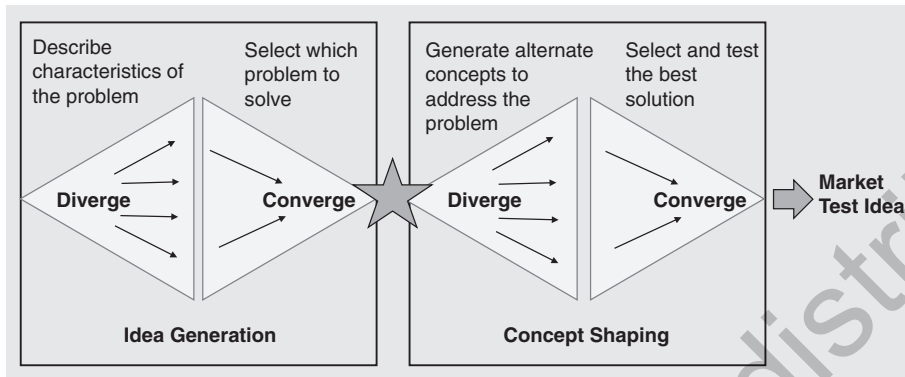 Describe
characteristics of
the problem
Select which
problem to
solve
Diverge
Converge
Idea Generation
Generate alternate
concepts to
address the
problem
Select and test
the best
solution
Diverge
Converge
Concept Shaping
Market
Test Idea